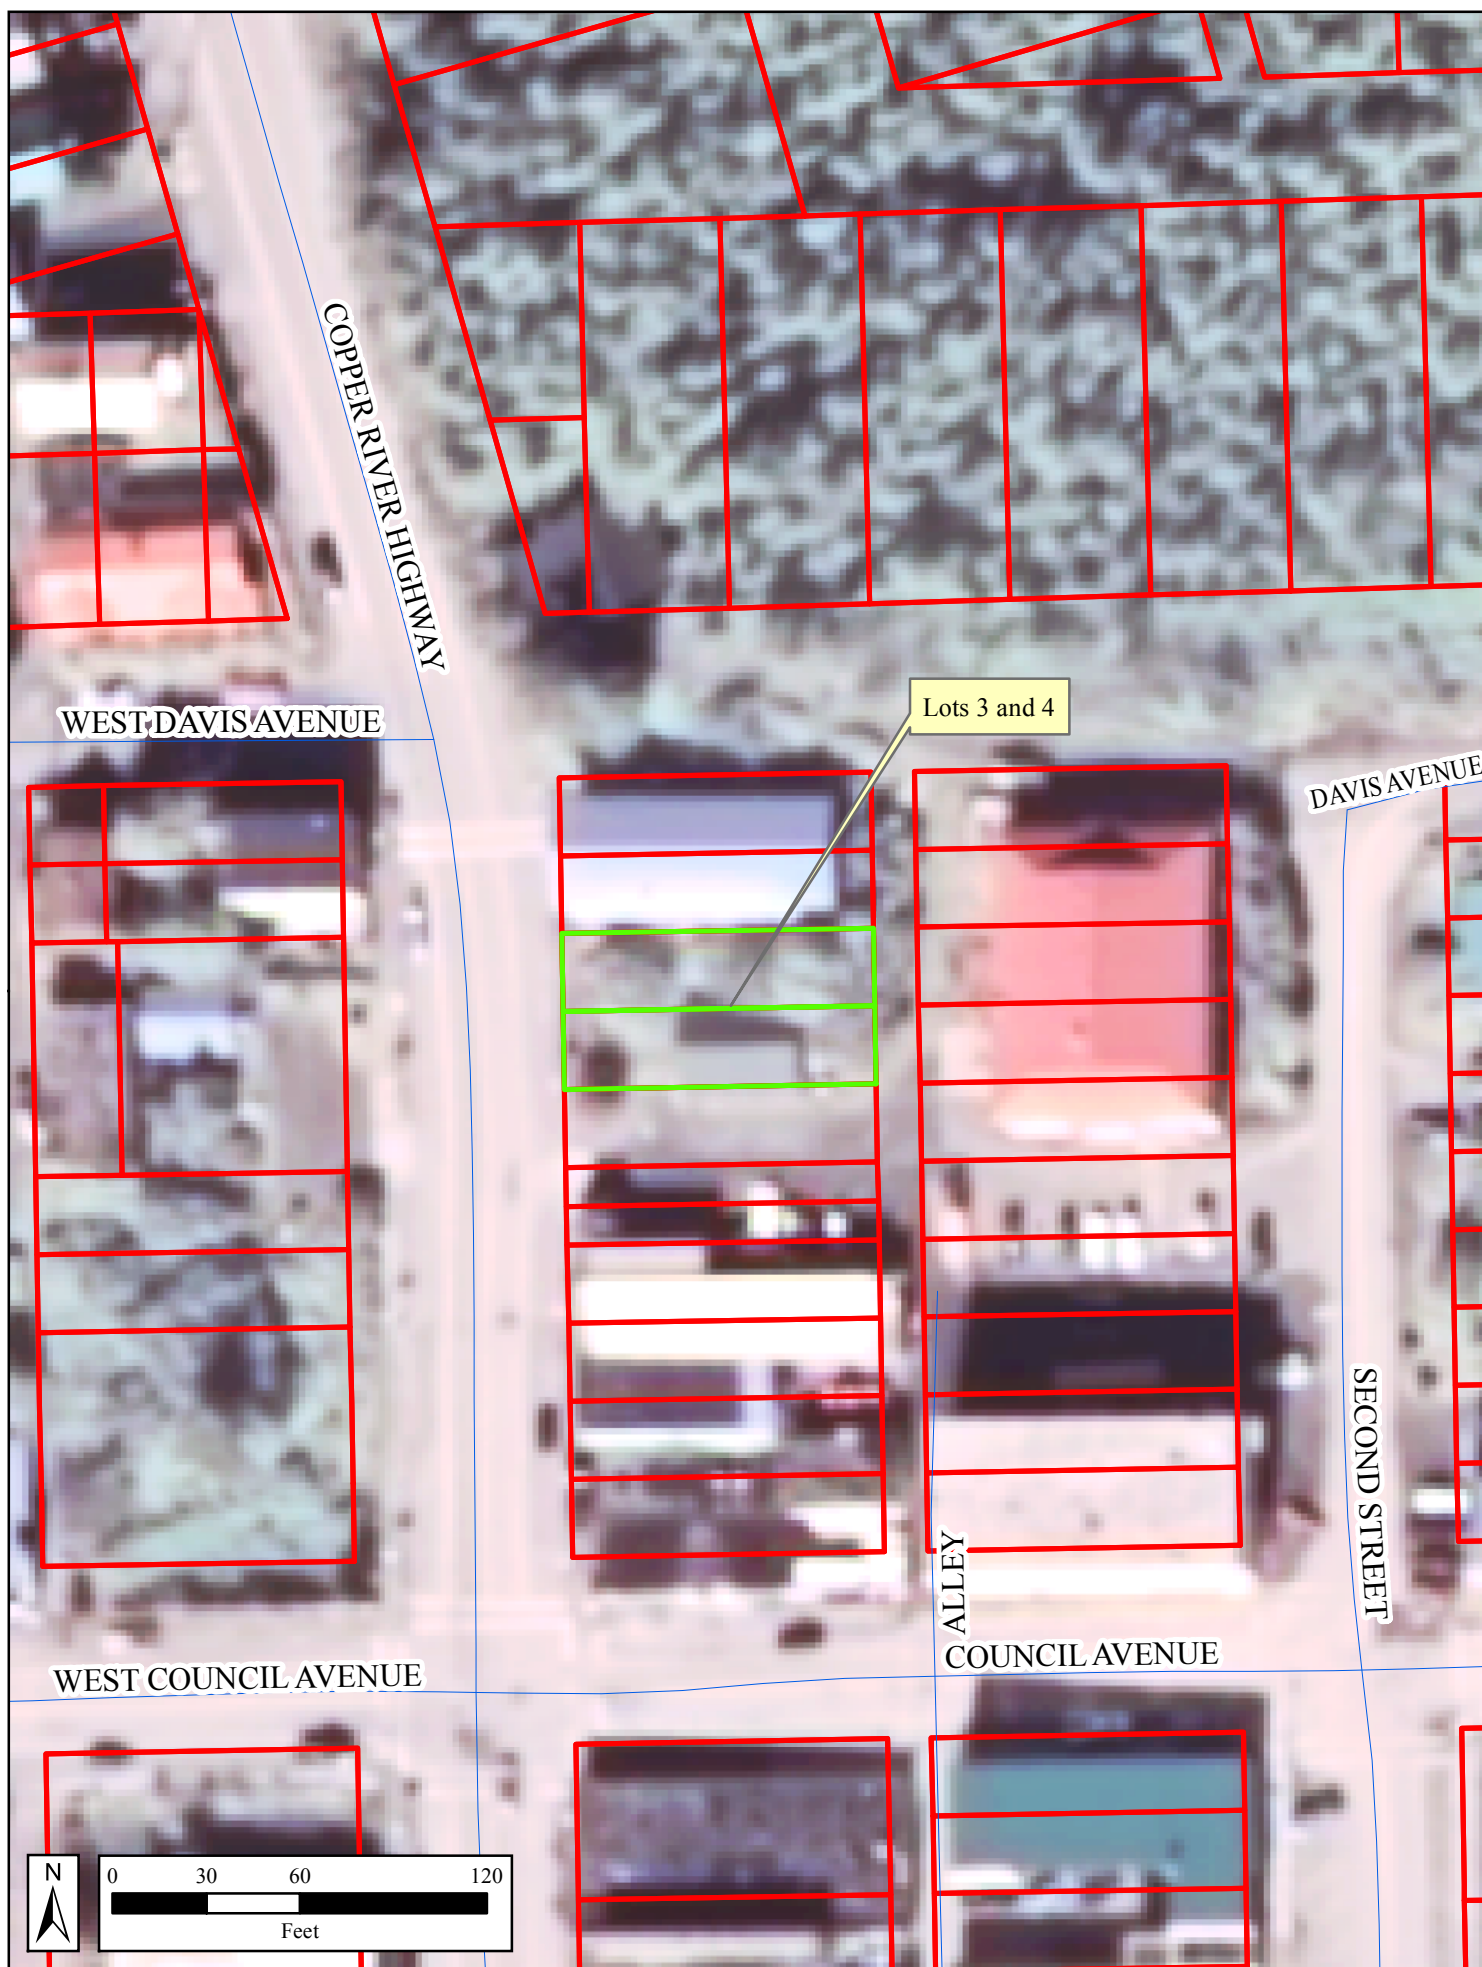 COPPER RIVER HIGHWAY
Lots 3 and 4
WEST DAVIS AVENUE
DAVIS AVENUE
SECOND STREET
ALLEY
COUNCIL AVENUE
WEST COUNCIL AVENUE
N
0 30 60 120
Feet